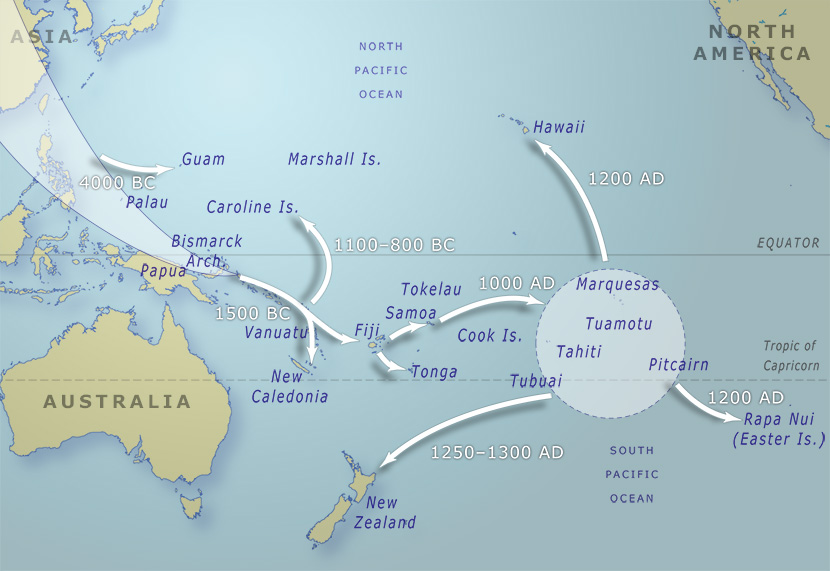 ASIA
NORTH
PACIFIC
OCEAN
NORTH
AMERICA
Hawaii
Guam
Marshall Is.
4000 BC
1200 AD
Palau
Caroline Is.
Bismarck
Arch.
1100–800 BC
EQUATOR
Papua
Tokelau
1000 AD
Marquesas
1500 BC
Samoa
Vanuatu
Fiji
Cook Is.
Tuamotu
Tahiti
Tropic of
Capricorn
Pitcairn
New
Caledonia
Tonga
Tubuai
AUSTRALIA
1200 AD
Rapa Nui
(Easter Is.)
1250–1300 AD
SOUTH
PACIFIC
OCEAN
New
Zealand